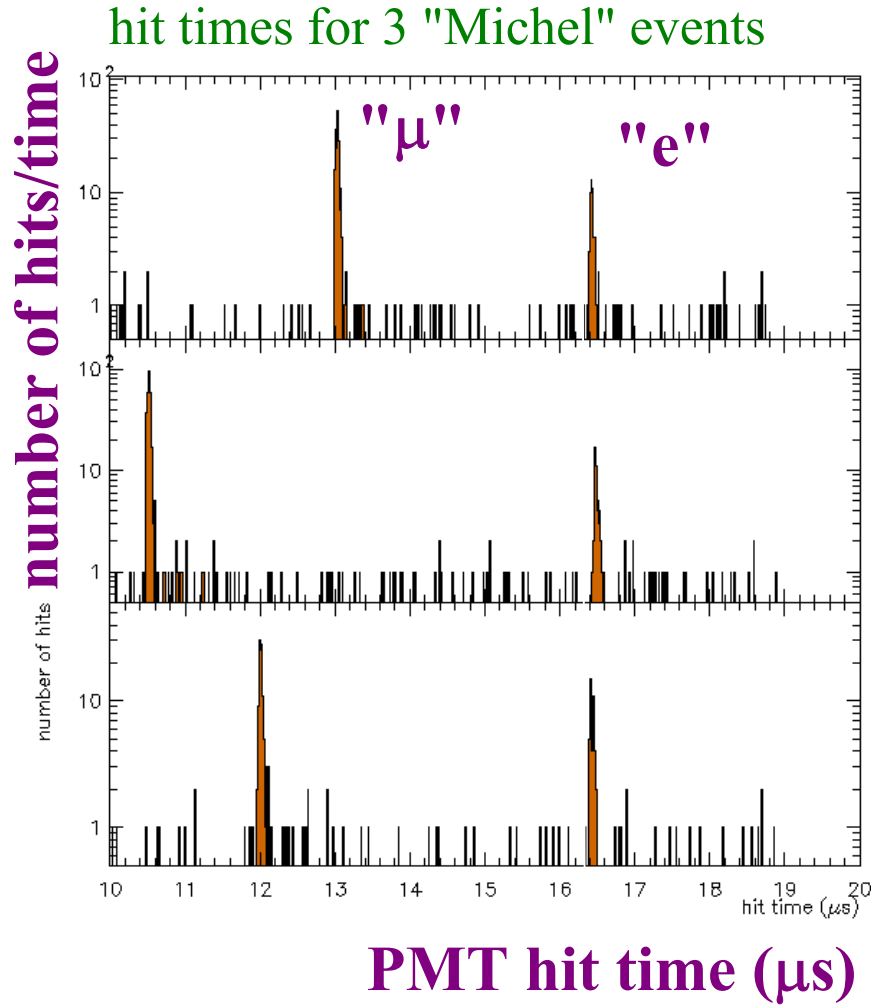 hit times for 3 "Michel" events
number of hits/time
number of hits
"μ"
"e"
10²
10
1
10²
10
1
10
1
10 11 12 13 14 15 16 17 18 19 20
hit time (μs)
PMT hit time (μs)